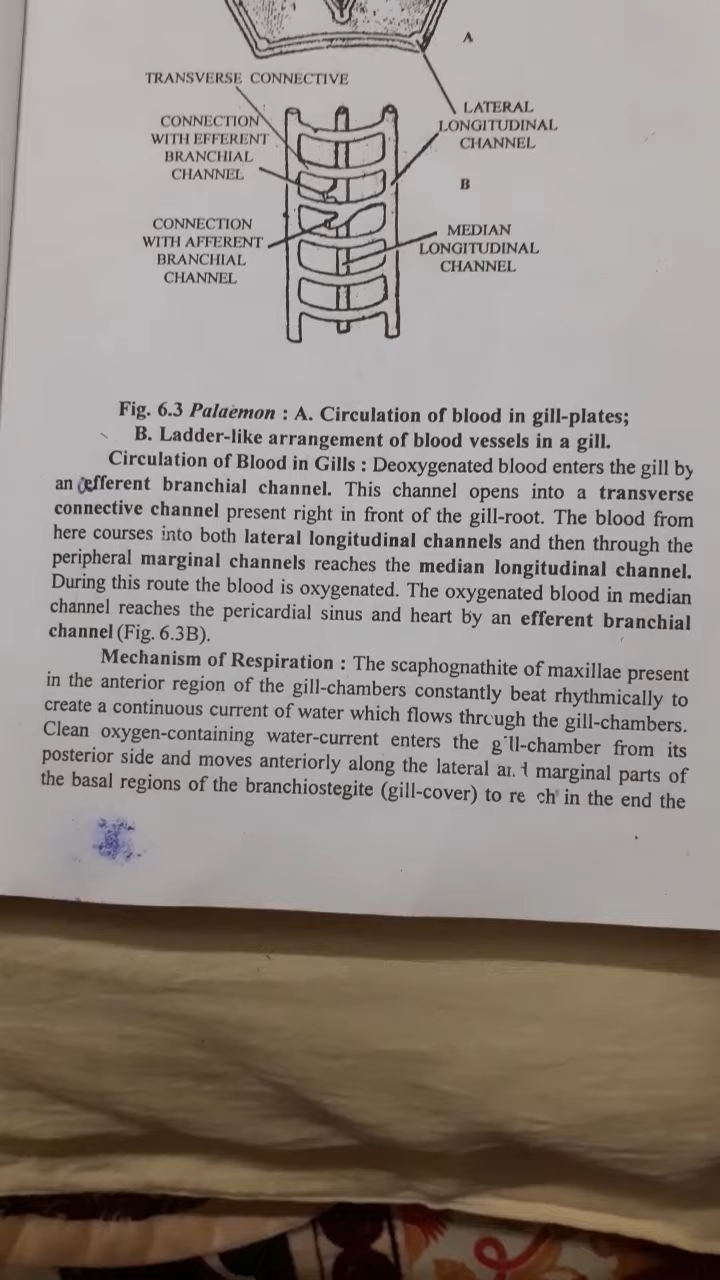 A
TRANSVERSE CONNECTIVE
CONNECTION
WITH EFFERENT
BRANCHIAL
CHANNEL
LATERAL
LONGITUDINAL
CHANNEL
B
CONNECTION
WITH AFFERENT
BRANCHIAL
CHANNEL
MEDIAN
LONGITUDINAL
CHANNEL
Fig. 6.3 Palaemon : A. Circulation of blood in gill-plates;
B. Ladder-like arrangement of blood vessels in a gill.
Circulation of Blood in Gills : Deoxygenated blood enters the gill by
an efferent branchial channel. This channel opens into a transverse
connective channel present right in front of the gill-root. The blood from
here courses into both lateral longitudinal channels and then through the
peripheral marginal channels reaches the median longitudinal channel.
During this route the blood is oxygenated. The oxygenated blood in median
channel reaches the pericardial sinus and heart by an efferent branchial
channel (Fig. 6.3B).
Mechanism of Respiration : The scaphognathite of maxillae present
in the anterior region of the gill-chambers constantly beat rhythmically to
create a continuous current of water which flows through the gill-chambers.
Clean oxygen-containing water-current enters the gill-chamber from its
posterior side and moves anteriorly along the lateral and marginal parts of
the basal regions of the branchiostegite (gill-cover) to reach in the end the